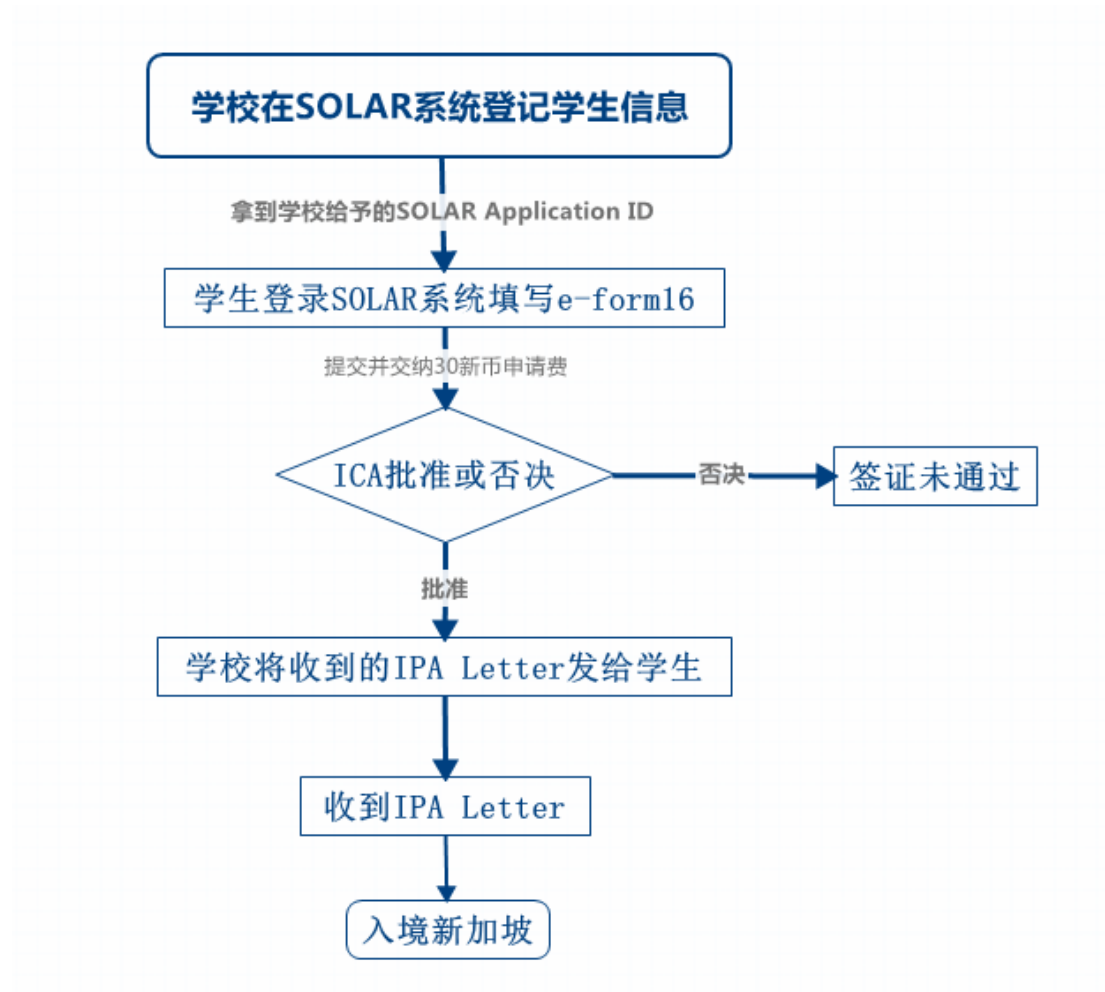 学校在SOLAR系统登记学生信息
拿到学校给予的SOLAR Application ID
学生登录SOLAR系统填写e-form16
提交并交纳30新币申请费
ICA批准或否决
否决
签证未通过
批准
学校将收到的IPA Letter发给学生
收到IPA Letter
入境新加坡